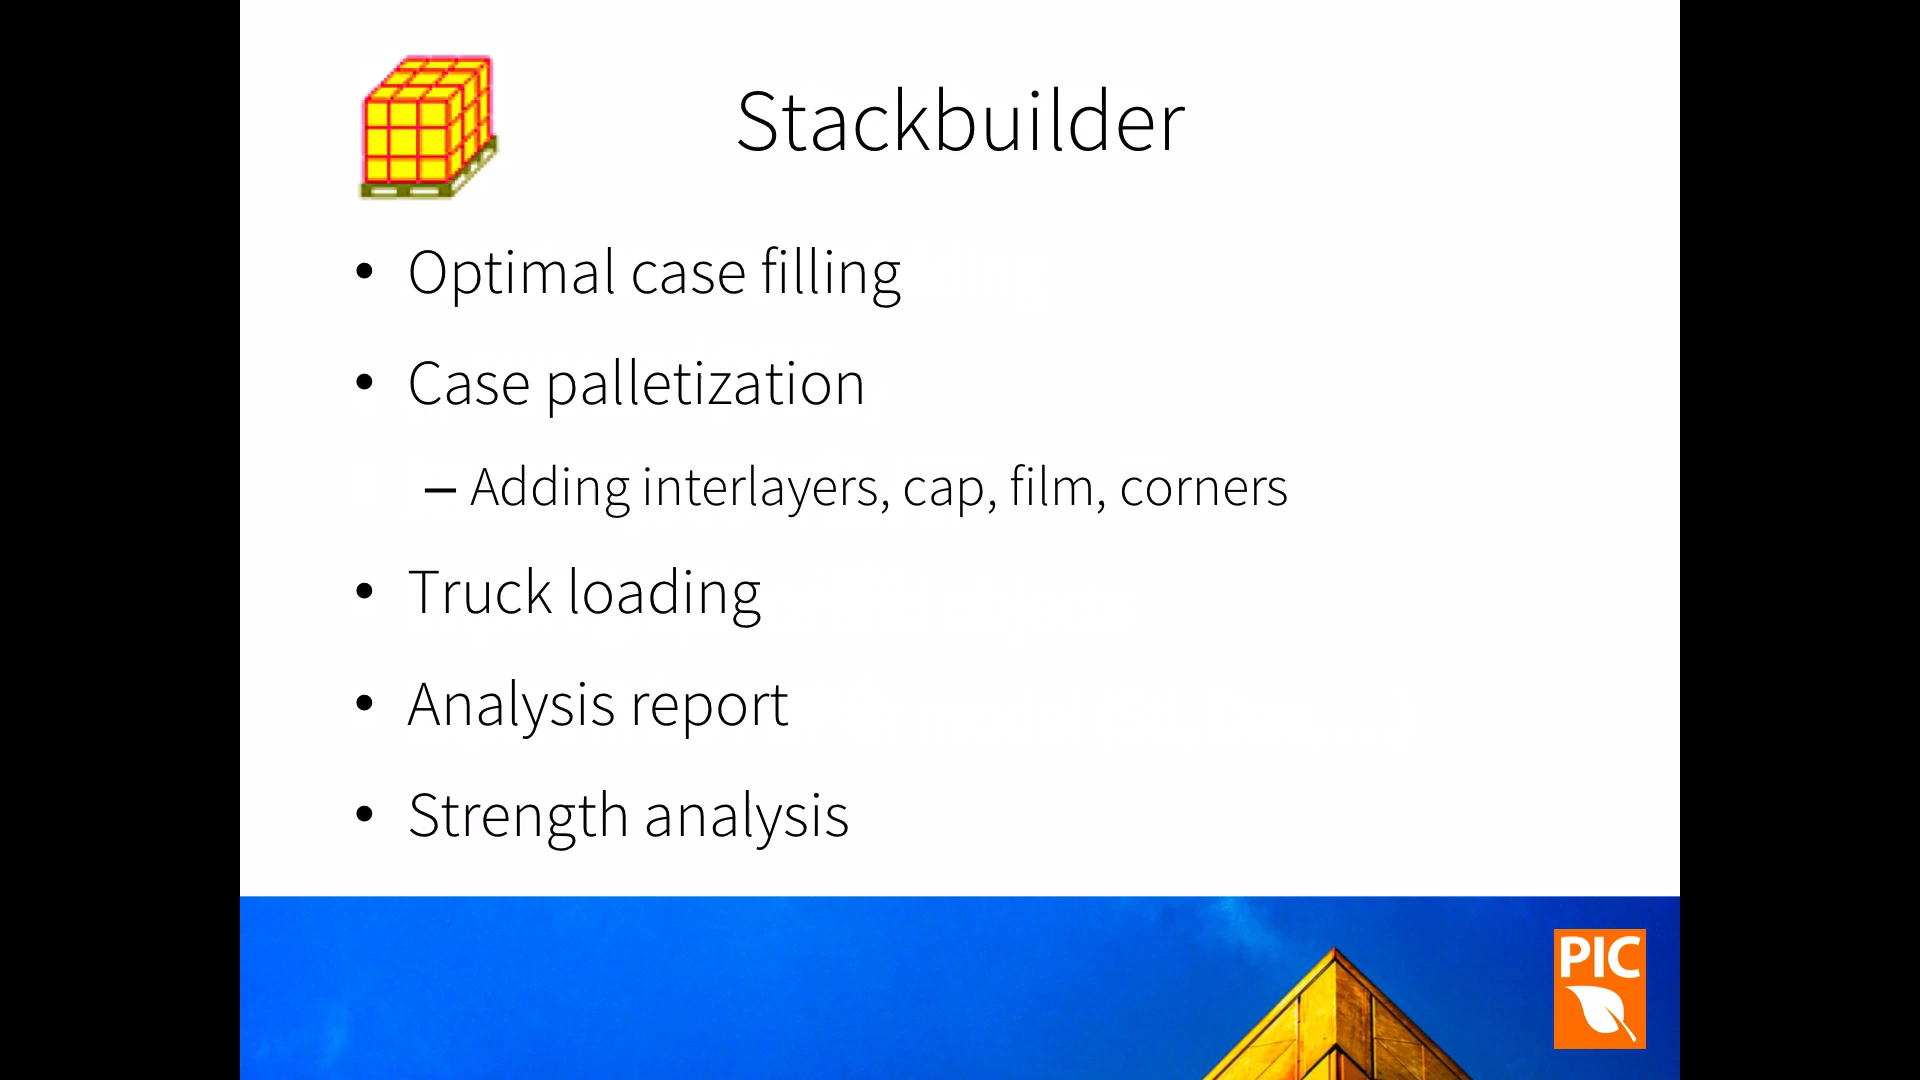 Stackbuilder
• Optimal case filling
• Case palletization
– Adding interlayers, cap, film, corners
• Truck loading
• Analysis report
• Strength analysis
PIC